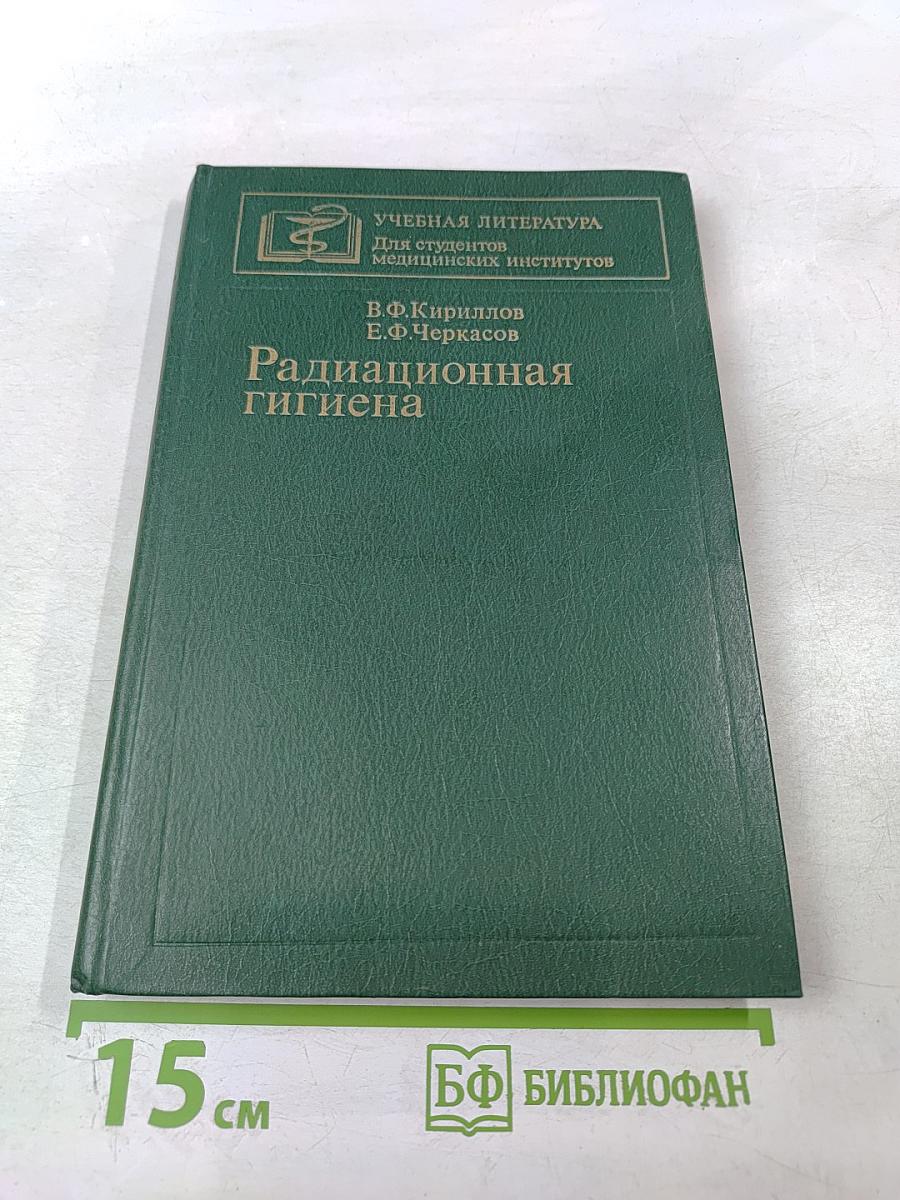 УЧЕБНАЯ ЛИТЕРАТУРА
Для студентов
медицинских институтов
В.Ф.Кириллов
Е.Ф.Черкасов
Радиационная
гигиена
15 см
БФ БИБЛИОФАН